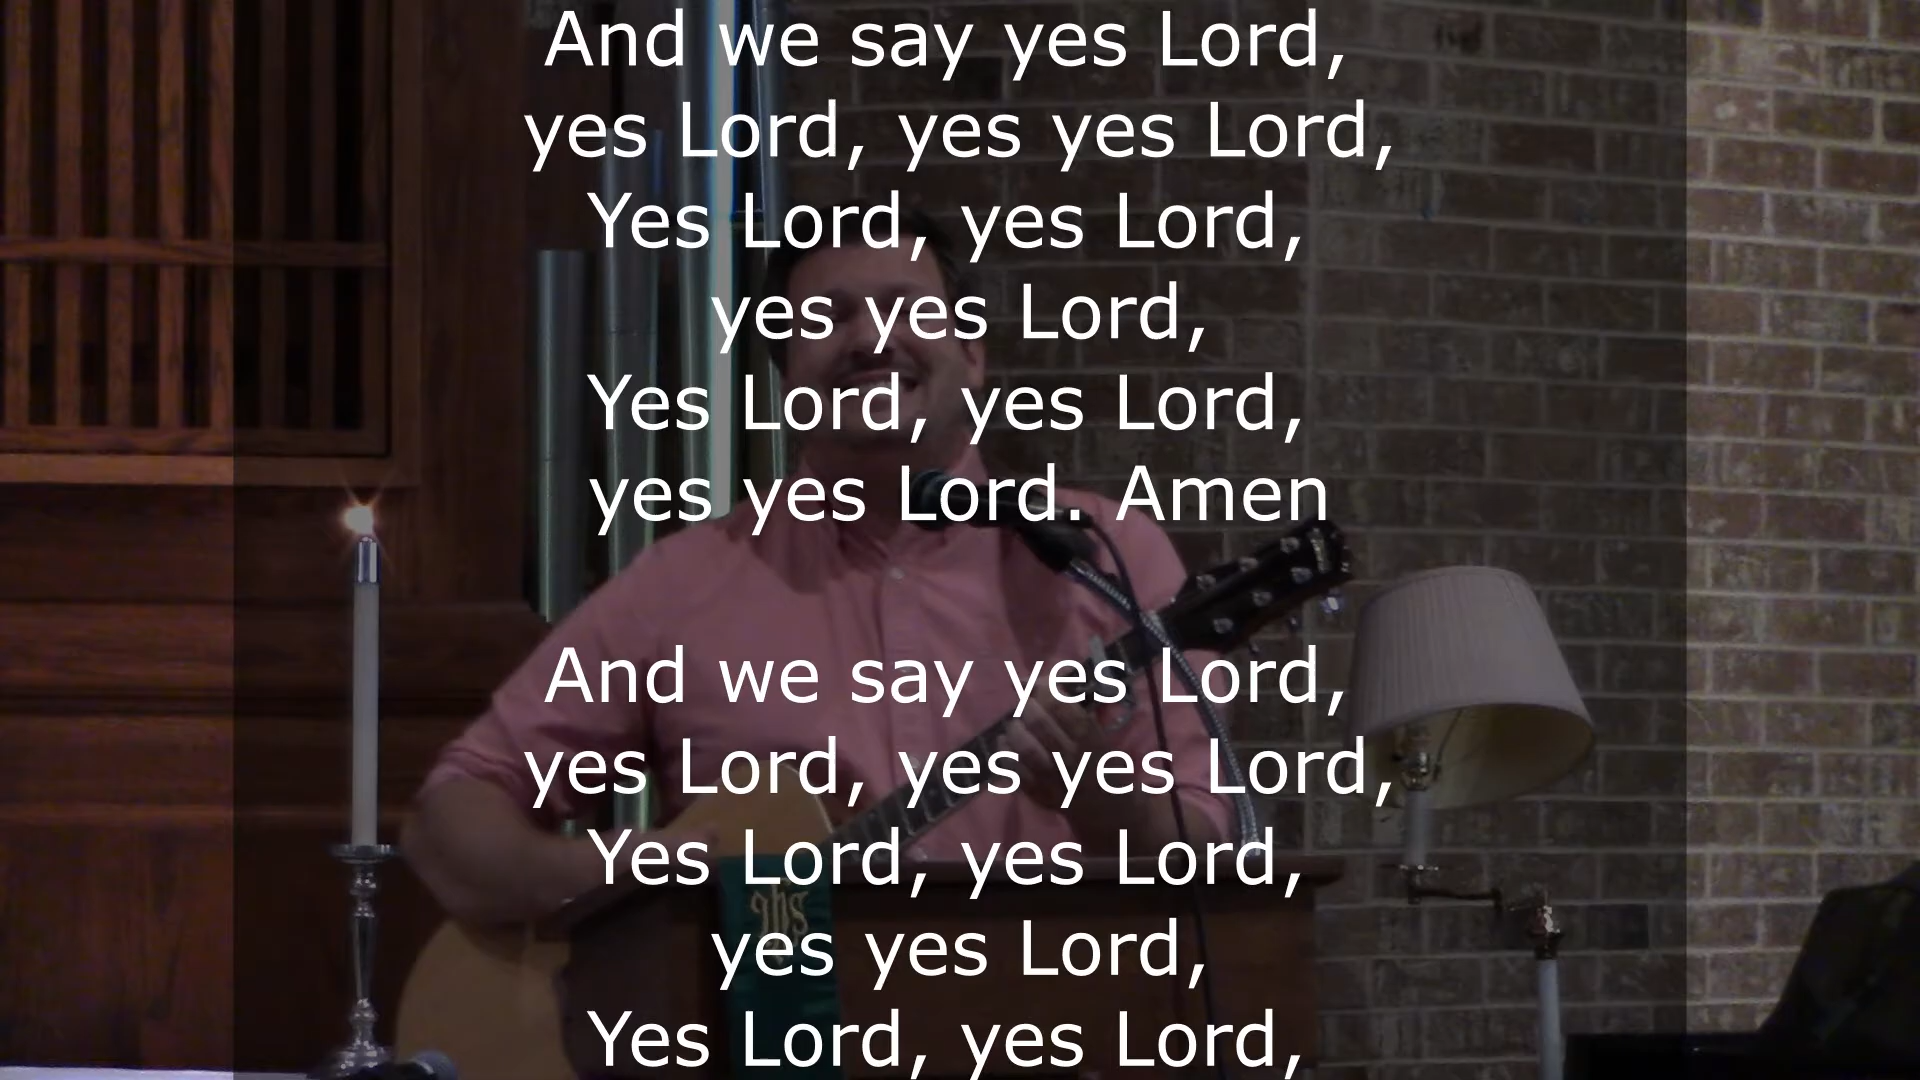 And we say yes Lord,
yes Lord, yes yes Lord,
Yes Lord, yes Lord,
yes yes Lord,
Yes Lord, yes Lord,
yes yes Lord. Amen
And we say yes Lord,
yes Lord, yes yes Lord,
Yes Lord, yes Lord,
yes yes Lord,
Yes Lord, yes Lord,
ihs